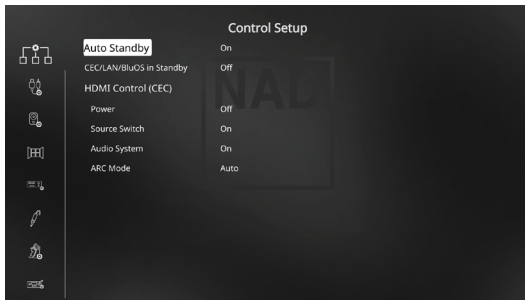 Control Setup
Auto Standby On
CEC/LAN/BluOS in Standby Off
HDMI Control (CEC)
Power Off
Source Switch On
Audio System On
ARC Mode Auto
NAD